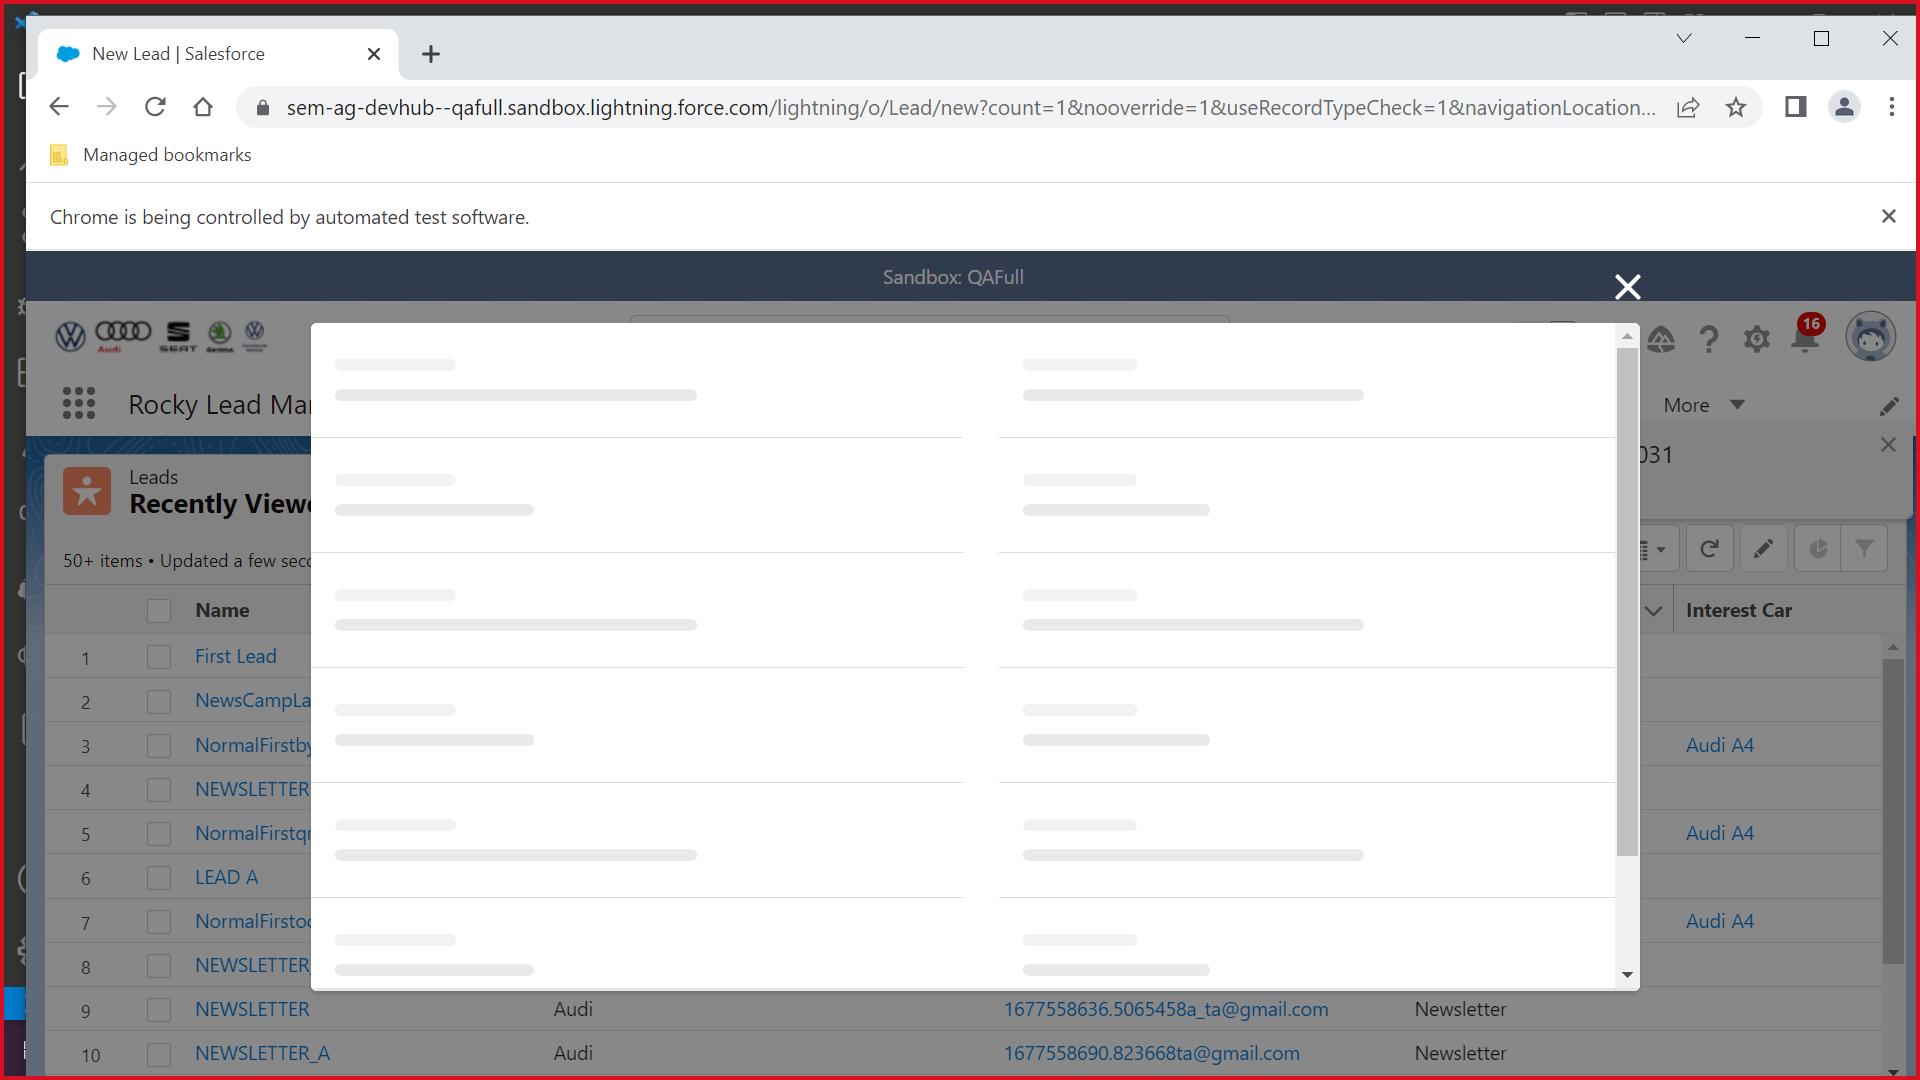 New Lead | Salesforce
sem-ag-devhub--qafull.sandbox.lightning.force.com/lightning/o/Lead/new?count=1&nooverride=1&useRecordTypeCheck=1&navigationLocation...
Managed bookmarks
Chrome is being controlled by automated test software.
Sandbox: QAFull
Audi
SEAT
ŠKODA
16
Rocky Lead Mar
More
031
Leads
Recently Viewe
50+ items • Updated a few seco
Name
Interest Car
1 First Lead
2 NewsCampLa
3 NormalFirstby Audi A4
4 NEWSLETTER
5 NormalFirstqr Audi A4
6 LEAD A
7 NormalFirstoc Audi A4
8 NEWSLETTER_
9 NEWSLETTER Audi 1677558636.5065458a_ta@gmail.com Newsletter
10 NEWSLETTER_A Audi 1677558690.823668ta@gmail.com Newsletter